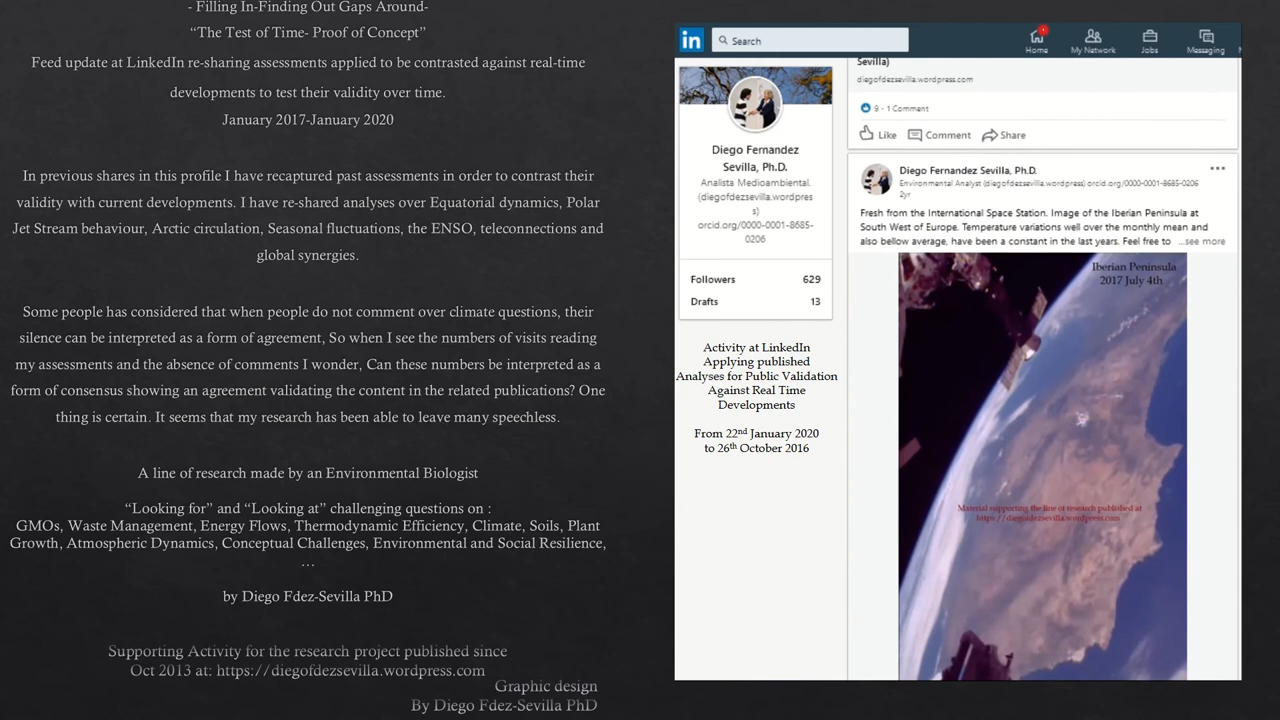 - Filling In-Finding Out Gaps Around-
“The Test of Time- Proof of Concept”
Feed update at LinkedIn re-sharing assessments applied to be contrasted against real-time
developments to test their validity over time.
January 2017-January 2020
In previous shares in this profile I have recaptured past assessments in order to contrast their
validity with current developments. I have re-shared analyses over Equatorial dynamics, Polar
Jet Stream behaviour, Arctic circulation, Seasonal fluctuations, the ENSO, teleconnections and
global synergies.
Some people has considered that when people do not comment over climate questions, their
silence can be interpreted as a form of agreement, So when I see the numbers of visits reading
my assessments and the absence of comments I wonder, Can these numbers be interpreted as a
form of consensus showing an agreement validating the content in the related publications? One
thing is certain. It seems that my research has been able to leave many speechless.
A line of research made by an Environmental Biologist
“Looking for” and “Looking at” challenging questions on :
GMOs, Waste Management, Energy Flows, Thermodynamic Efficiency, Climate, Soils, Plant
Growth, Atmospheric Dynamics, Conceptual Challenges, Environmental and Social Resilience,
…
by Diego Fdez-Sevilla PhD
Supporting Activity for the research project published since
Oct 2013 at: https://diegofdezsevilla.wordpress.com
Graphic design
By Diego Fdez-Sevilla PhD
in
Search
Home
My Network
Jobs
Messaging
Diego Fernandez
Sevilla, Ph.D.
Analista Medioambiental.
(diegofdezsevilla.wordpres
s)
orcid.org/0000-0001-8685-
0206
Followers 629
Drafts 13
Activity at LinkedIn
Applying published
Analyses for Public Validation
Against Real Time
Developments
From 22nd January 2020
to 26th October 2016
Sevilla)
diegofdezsevilla.wordpress.com
9 - 1 Comment
Like Comment Share
Diego Fernandez Sevilla, Ph.D.
Environmental Analyst (diegofdezsevilla.wordpress) orcid.org/0000-0001-8685-0206
2yr
Fresh from the International Space Station. Image of the Iberian Peninsula at
South West of Europe. Temperature variations well over the monthly mean and
also bellow average, have been a constant in the last years. Feel free to ...see more
Iberian Peninsula
2017 July 4th
Material supporting the line of research published at
https://diegofdezsevilla.wordpress.com